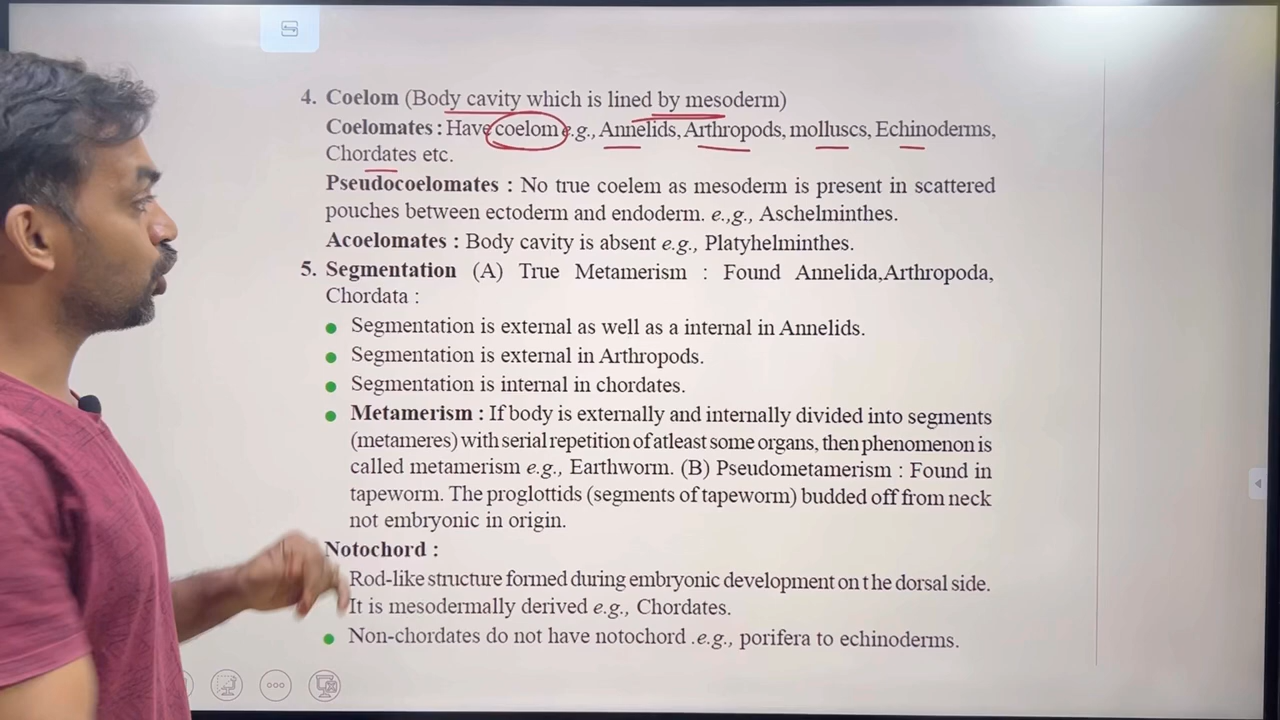 4. Coelom (Body cavity which is lined by mesoderm)
Coelomates : Have coelom e.g., Annelids, Arthropods, molluscs, Echinoderms,
Chordates etc.
Pseudocoelomates : No true coelem as mesoderm is present in scattered
pouches between ectoderm and endoderm. e.,g., Aschelminthes.
Acoelomates : Body cavity is absent e.g., Platyhelminthes.
5. Segmentation (A) True Metamerism : Found Annelida,Arthropoda,
Chordata :
Segmentation is external as well as a internal in Annelids.
Segmentation is external in Arthropods.
Segmentation is internal in chordates.
Metamerism : If body is externally and internally divided into segments
(metameres) with serial repetition of atleast some organs, then phenomenon is
called metamerism e.g., Earthworm. (B) Pseudometamerism : Found in
tapeworm. The proglottids (segments of tapeworm) budded off from neck
not embryonic in origin.
Notochord :
Rod-like structure formed during embryonic development on the dorsal side.
It is mesodermally derived e.g., Chordates.
Non-chordates do not have notochord .e.g., porifera to echinoderms.